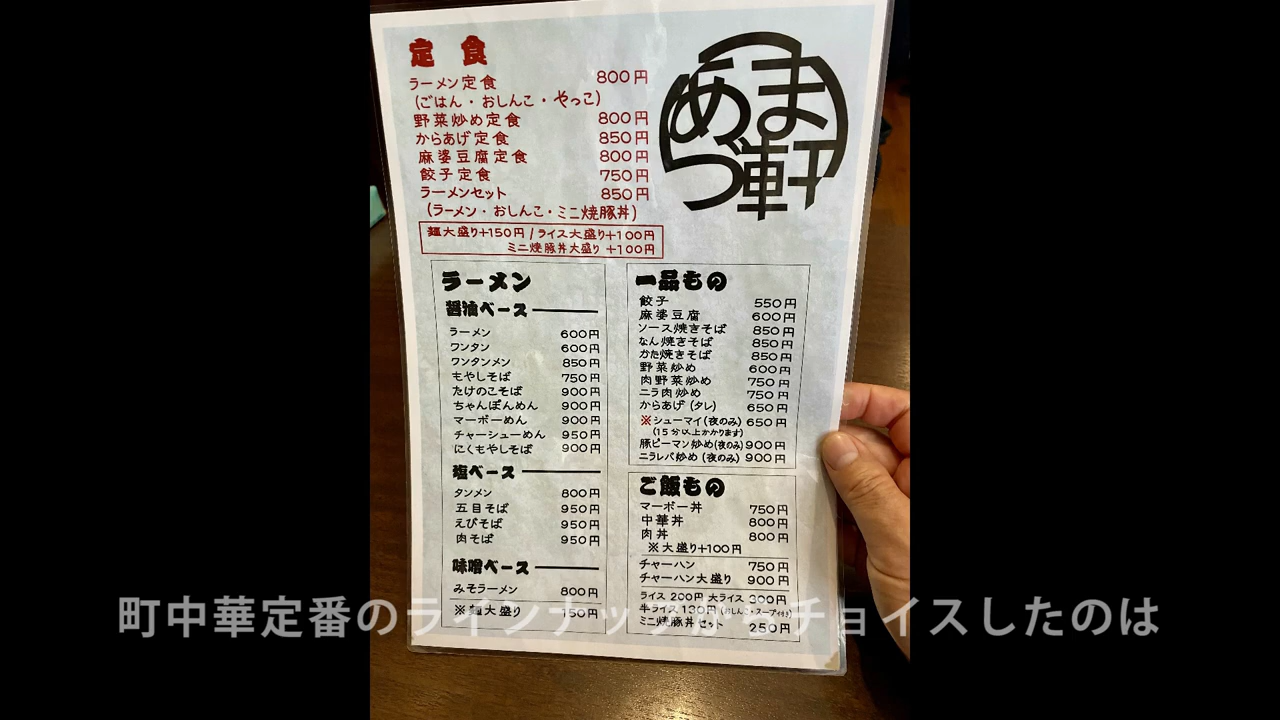 定食
ラーメン定食 800円
(ごはん・おしんこ・やっこ)
野菜炒め定食 800円
からあげ定食 850円
麻婆豆腐定食 800円
餃子定食 750円
ラーメンセット 850円
(ラーメン・おしんこ・ミニ焼豚丼)
麺大盛り+150円/ライス大盛り+100円
ミニ焼豚丼大盛り +100円
ラーメン
醤油ベース
ラーメン 600円
ワンタン 600円
ワンタンメン 850円
もやしそば 750円
たけのこそば 900円
ちゃんぽんめん 900円
マーボーめん 900円
チャーシューめん 950円
にくもやしそば 900円
塩ベース
タンメン 800円
五目そば 950円
えびそば 950円
肉そば 950円
味噌ベース
みそラーメン 800円
※麺大盛り 150円
一品もの
餃子 550円
麻婆豆腐 600円
ソース焼きそば 850円
なん焼きそば 850円
かた焼きそば 850円
野菜炒め 600円
肉野菜炒め 750円
ニラ肉炒め 750円
からあげ(タレ) 650円
※シューマイ(夜のみ) 650円
(15分以上かかります)
豚ピーマン炒め(夜のみ) 900円
ニラレバ炒め(夜のみ) 900円
ご飯もの
マーボー丼 750円
中華丼 800円
肉丼 800円
※大盛り+100円
チャーハン 750円
チャーハン大盛り 900円
ライス 200円 大ライス 300円
半ライス 130円(おしんこ・スープ付き)
ミニ焼豚丼セット 250円
町中華定番のラインナップからチョイスしたのは